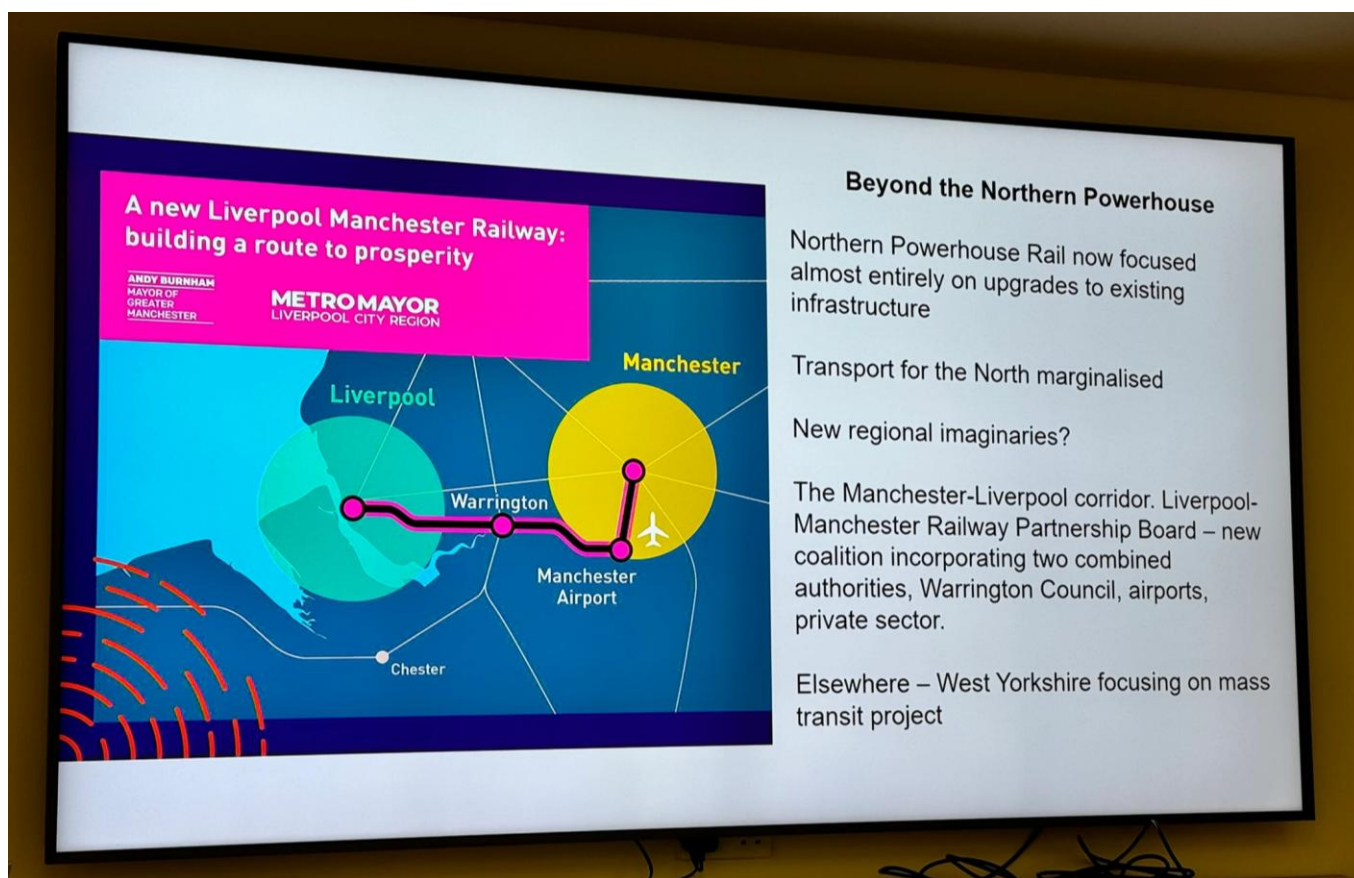 A new Liverpool Manchester Railway:
building a route to prosperity
ANDY BURNHAM
MAYOR OF
GREATER
MANCHESTER
METRO MAYOR
LIVERPOOL CITY REGION
Liverpool
Manchester
Warrington
Manchester
Airport
Chester
Beyond the Northern Powerhouse
Northern Powerhouse Rail now focused
almost entirely on upgrades to existing
infrastructure
Transport for the North marginalised
New regional imaginaries?
The Manchester-Liverpool corridor. Liverpool-
Manchester Railway Partnership Board – new
coalition incorporating two combined
authorities, Warrington Council, airports,
private sector.
Elsewhere – West Yorkshire focusing on mass
transit project